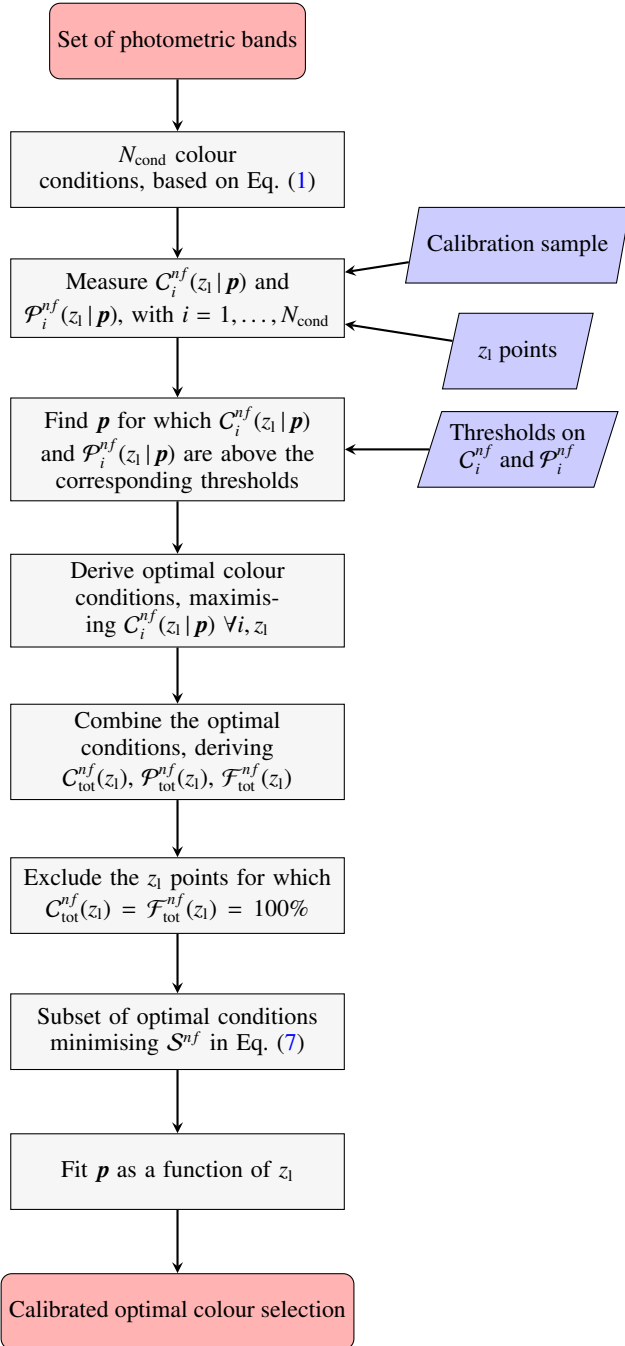 Set of photometric bands
N_cond colour
conditions, based on Eq. (1)
Calibration sample
Measure 𝒞_i^{nf}(z_l | 𝒑) and
𝒫_i^{nf}(z_l | 𝒑), with i = 1, . . . , N_cond
z_l points
Find 𝒑 for which 𝒞_i^{nf}(z_l | 𝒑)
and 𝒫_i^{nf}(z_l | 𝒑) are above the
corresponding thresholds
Thresholds on
𝒞_i^{nf} and 𝒫_i^{nf}
Derive optimal colour
conditions, maximis-
ing 𝒞_i^{nf}(z_l | 𝒑) ∀i, z_l
Combine the optimal
conditions, deriving
𝒞_tot^{nf}(z_l), 𝒫_tot^{nf}(z_l), ℱ_tot^{nf}(z_l)
Exclude the z_l points for which
𝒞_tot^{nf}(z_l) = ℱ_tot^{nf}(z_l) = 100%
Subset of optimal conditions
minimising 𝒮^{nf} in Eq. (7)
Fit 𝒑 as a function of z_l
Calibrated optimal colour selection